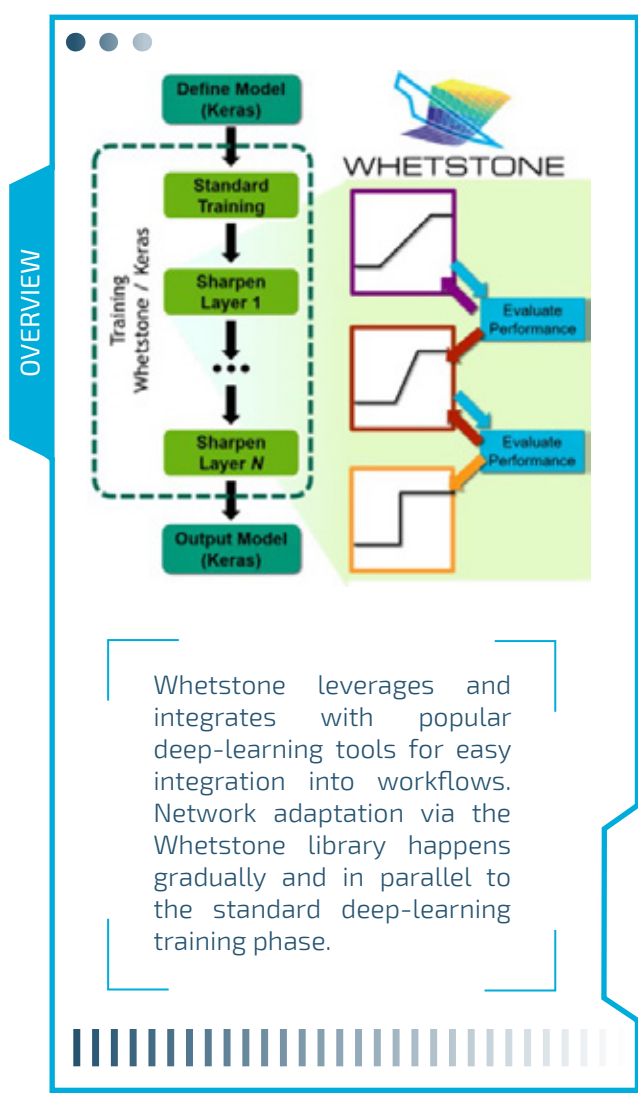 OVERVIEW
Define Model
(Keras)
Training
Whetstone / Keras
Standard
Training
Sharpen
Layer 1
Sharpen
Layer N
Output Model
(Keras)
WHETSTONE
Evaluate
Performance
Evaluate
Performance
Whetstone leverages and
integrates with popular
deep-learning tools for easy
integration into workflows.
Network adaptation via the
Whetstone library happens
gradually and in parallel to
the standard deep-learning
training phase.